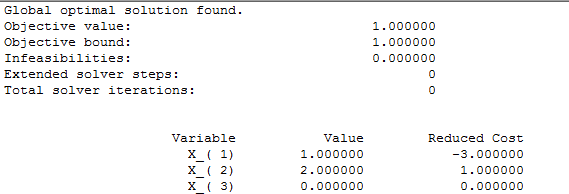 Global optimal solution found.
Objective value: 1.000000
Objective bound: 1.000000
Infeasibilities: 0.000000
Extended solver steps: 0
Total solver iterations: 0
Variable Value Reduced Cost
X_( 1) 1.000000 -3.000000
X_( 2) 2.000000 1.000000
X_( 3) 0.000000 0.000000